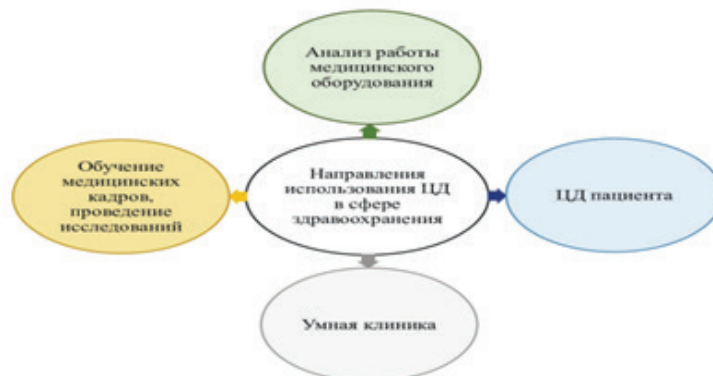 Анализ работы
медицинского
оборудования
Обучение
медицинских
кадров,
проведение
исследований
Направления
использования ЦД
в сфере
здравоохранения
ЦД пациента
Умная клиника